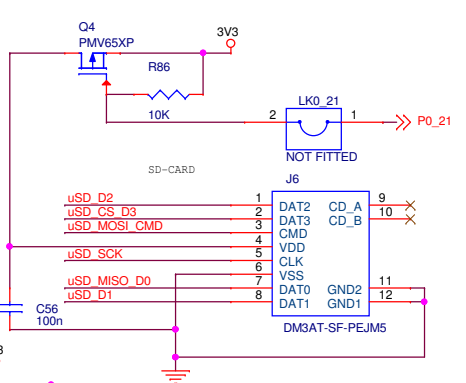 Q4
PMV65XP
3V3
R86
10K
LK0_21
2
1
P0_21
NOT FITTED
SD-CARD
J6
uSD_D2 1 DAT2 CD_A 9
uSD_CS_D3 2 DAT3 CD_B 10
uSD_MOSI_CMD 3 CMD
4 VDD
uSD_SCK 5 CLK
6 VSS
uSD_MISO_D0 7 DAT0 GND2 11
uSD_D1 8 DAT1 GND1 12
C56
100n
DM3AT-SF-PEJM5